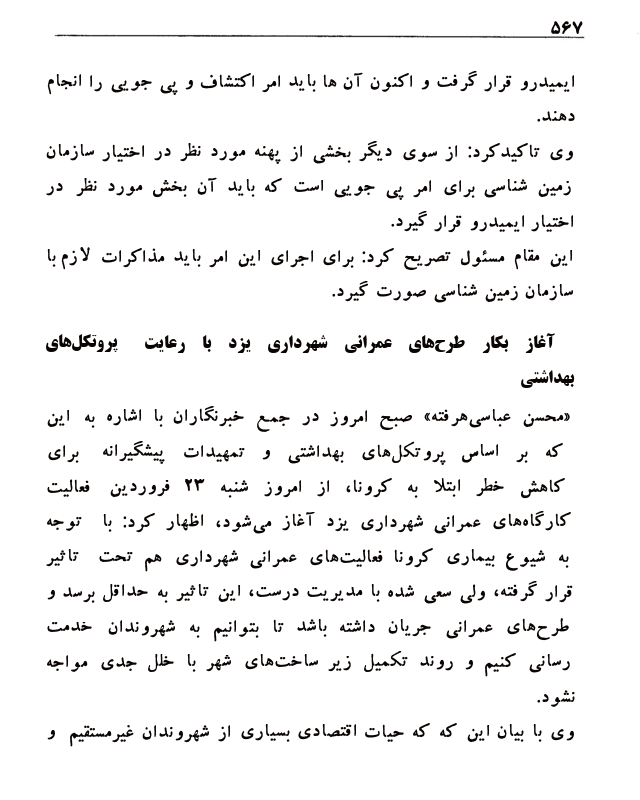 ۵۶۷
ایمیدرو قرار گرفت و اکنون آن ها باید امر اکتشاف و پی جویی را انجام
دهند.
وی تاکیدکرد: از سوی دیگر بخشی از پهنه مورد نظر در اختیار سازمان
زمین شناسی برای امر پی جویی است که باید آن بخش مورد نظر در
اختیار ایمیدرو قرار گیرد.
این مقام مسئول تصریح کرد: برای اجرای این امر باید مذاکرات لازم با
سازمان زمین شناسی صورت گیرد.
آغاز بکار طرح‌های عمرانی شهرداری یزد با رعایت پروتکل‌های
بهداشتی
«محسن عباسی‌هرفته» صبح امروز در جمع خبرنگاران با اشاره به این
که بر اساس پروتکل‌های بهداشتی و تمهیدات پیشگیرانه برای
کاهش خطر ابتلا به کرونا، از امروز شنبه ۲۳ فروردین فعالیت
کارگاه‌های عمرانی شهرداری یزد آغاز می‌شود، اظهار کرد: با توجه
به شیوع بیماری کرونا فعالیت‌های عمرانی شهرداری هم تحت تاثیر
قرار گرفته، ولی سعی شده با مدیریت درست، این تاثیر به حداقل برسد و
طرح‌های عمرانی جریان داشته باشد تا بتوانیم به شهروندان خدمت
رسانی کنیم و روند تکمیل زیر ساخت‌های شهر با خلل جدی مواجه
نشود.
وی با بیان این که که حیات اقتصادی بسیاری از شهروندان غیرمستقیم و